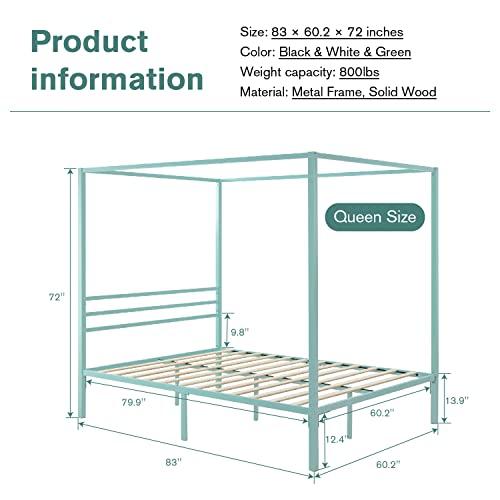 Product
information
Size: 83 × 60.2 × 72 inches
Color: Black & White & Green
Weight capacity: 800lbs
Material: Metal Frame, Solid Wood
Queen Size
72"
9.8"
79.9"
60.2"
13.9"
12.4"
83"
60.2"